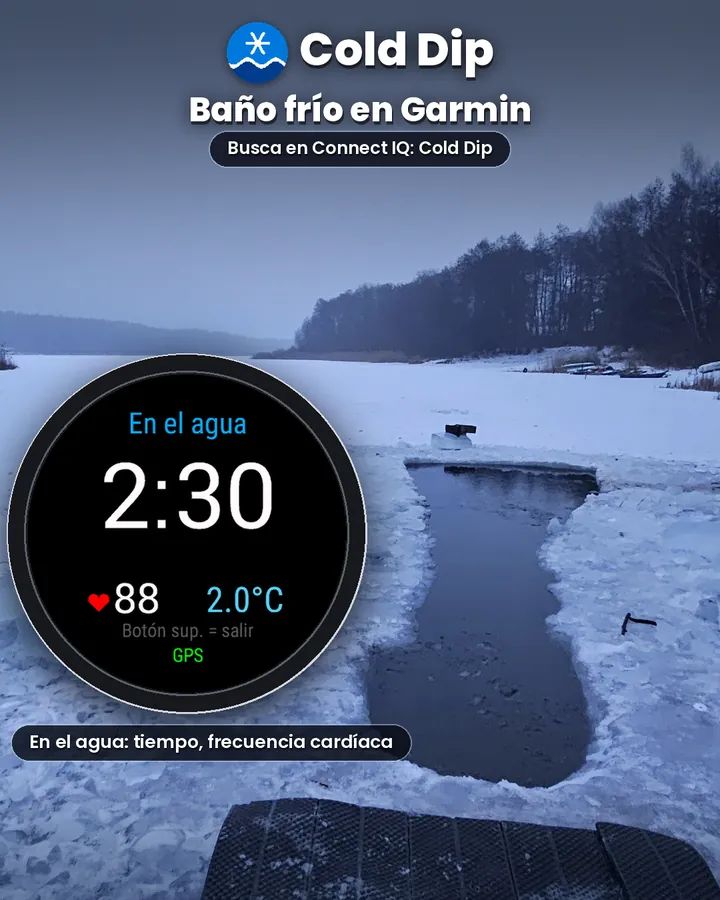 Cold Dip
Baño frío en Garmin
Busca en Connect IQ: Cold Dip
En el agua
2:30
88 2.0°C
Botón sup. = salir
GPS
En el agua: tiempo, frecuencia cardíaca